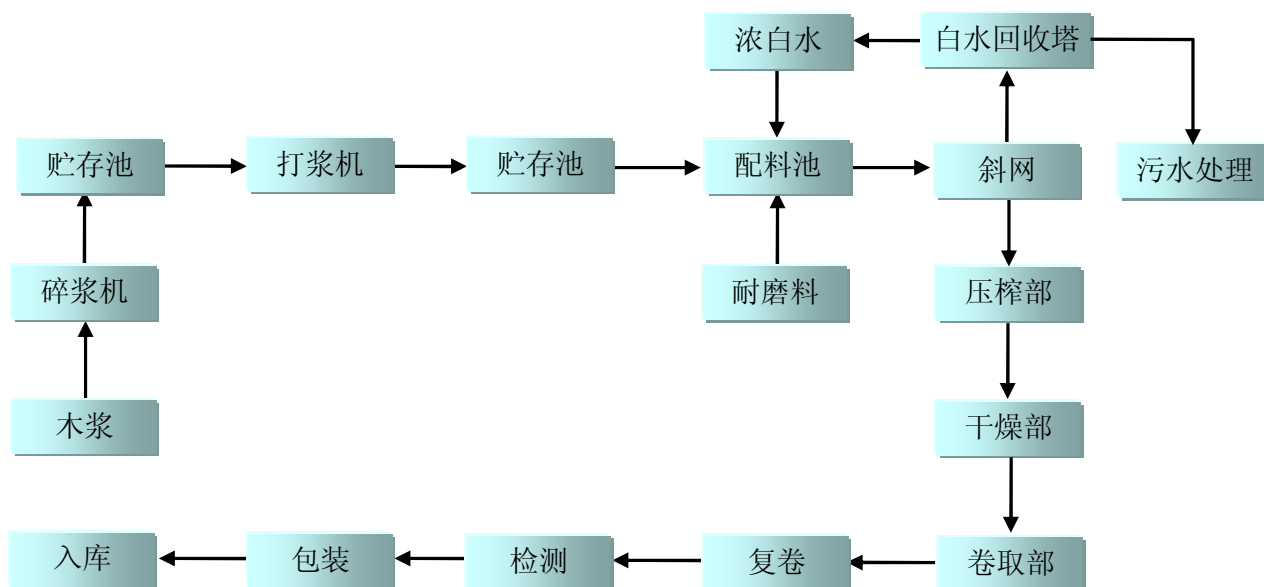 浓白水
白水回收塔
贮存池
打浆机
贮存池
配料池
斜网
污水处理
碎浆机
耐磨料
压榨部
木浆
干燥部
入库
包装
检测
复卷
卷取部